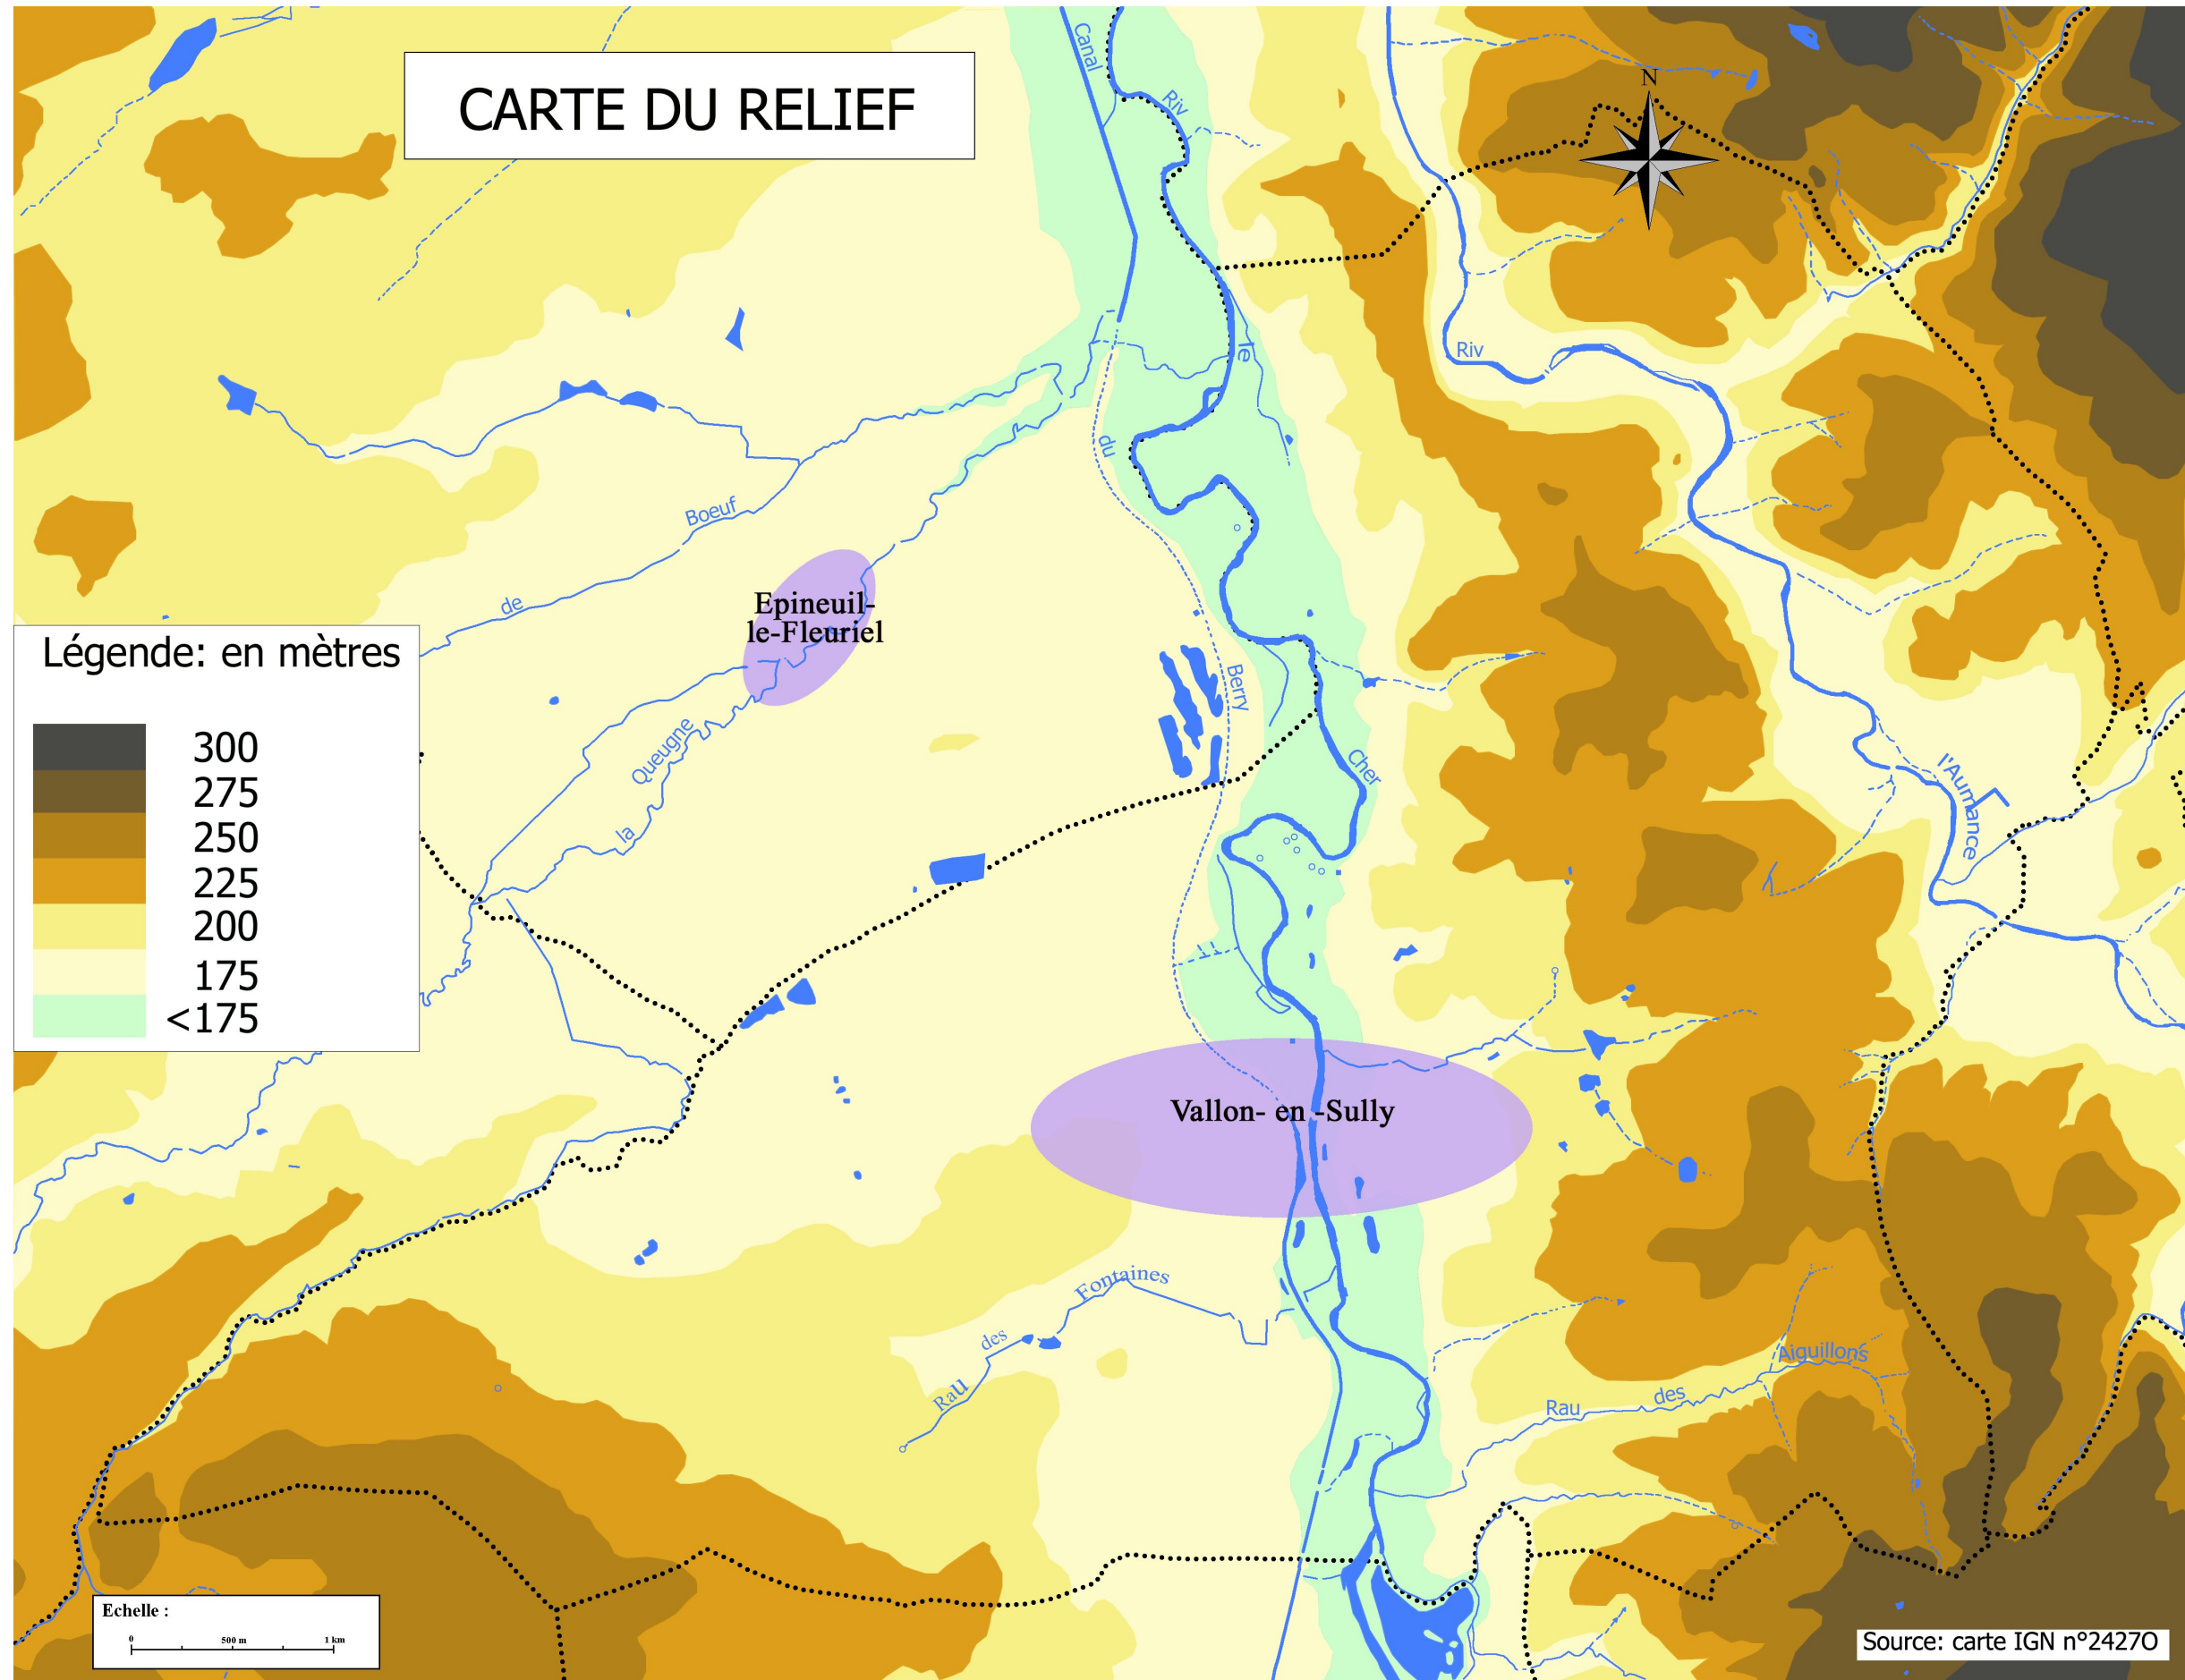 CARTE DU RELIEF
N
Canal
Riv
le
Riv
du
Boeuf
de
Epineuil-
le-Fleuriel
Légende: en mètres
300
275
250
225
200
175
<175
Queugne
la
Berry
Cher
l'Aumance
Vallon- en -Sully
Fontaines
des
Rau
Aiguillons
des
Rau
Echelle :
0 500 m 1 km
Source: carte IGN n°2427O